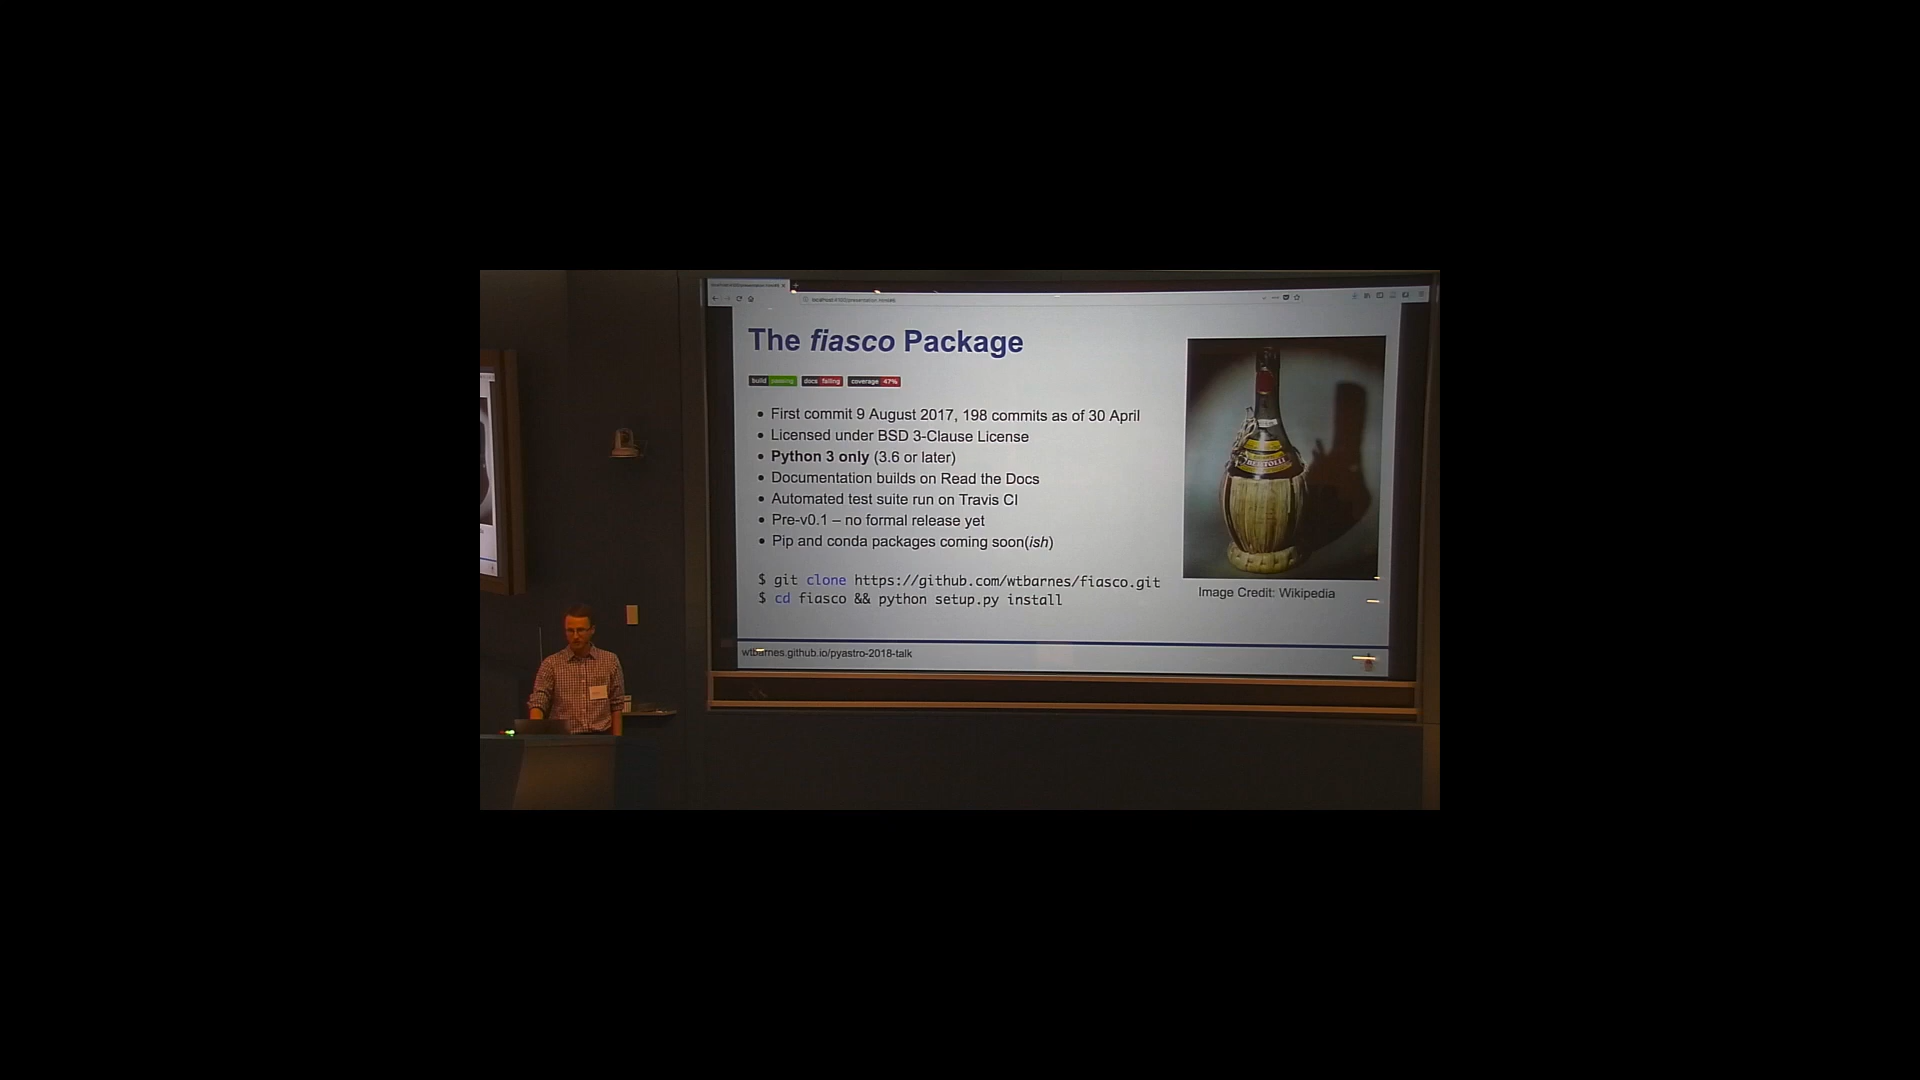 The fiasco Package
build passing docs failing coverage 47%
• First commit 9 August 2017, 198 commits as of 30 April
• Licensed under BSD 3-Clause License
• Python 3 only (3.6 or later)
• Documentation builds on Read the Docs
• Automated test suite run on Travis CI
• Pre-v0.1 – no formal release yet
• Pip and conda packages coming soon(ish)
$ git clone https://github.com/wtbarnes/fiasco.git
$ cd fiasco && python setup.py install
BERTOLLI
Image Credit: Wikipedia
wtbarnes.github.io/pyastro-2018-talk